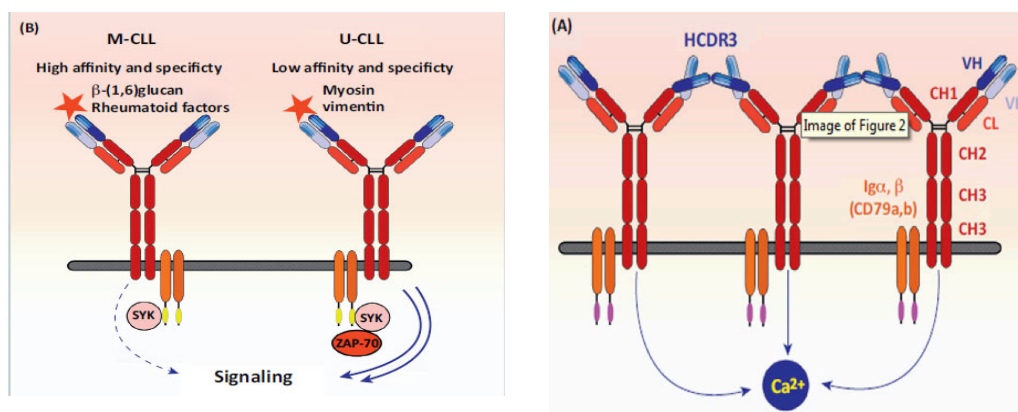 (B)
M-CLL
U-CLL
High affinity and specificty
Low affinity and specificty
β-(1,6)glucan
Rheumatoid factors
Myosin
vimentin
SYK
SYK
ZAP-70
Signaling
(A)
HCDR3
VH
CH1
CL
Image of Figure 2
CH2
Igα, β
(CD79a,b)
CH3
CH3
Ca2+